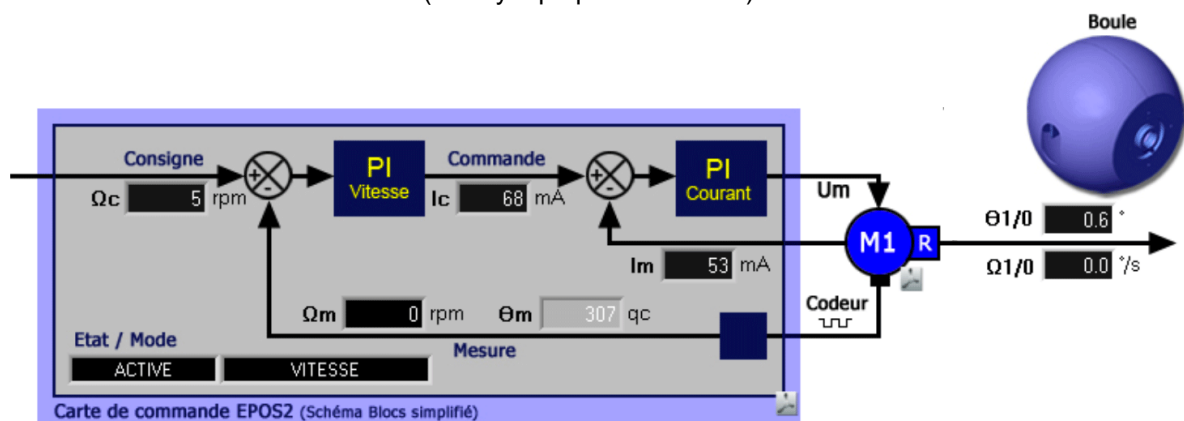 Boule
Consigne
Ωc 5 rpm
+
-
PI
Vitesse
Commande
Ic 68 mA
+
-
PI
Courant
Um
M1 R
Θ1/0 0.6 °
Ω1/0 0.0 °/s
Im 53 mA
Codeur
Ωm 0 rpm Θm 307 qc
Mesure
Etat / Mode
ACTIVE VITESSE
Carte de commande EPOS2 (Schéma Blocs simplifié)